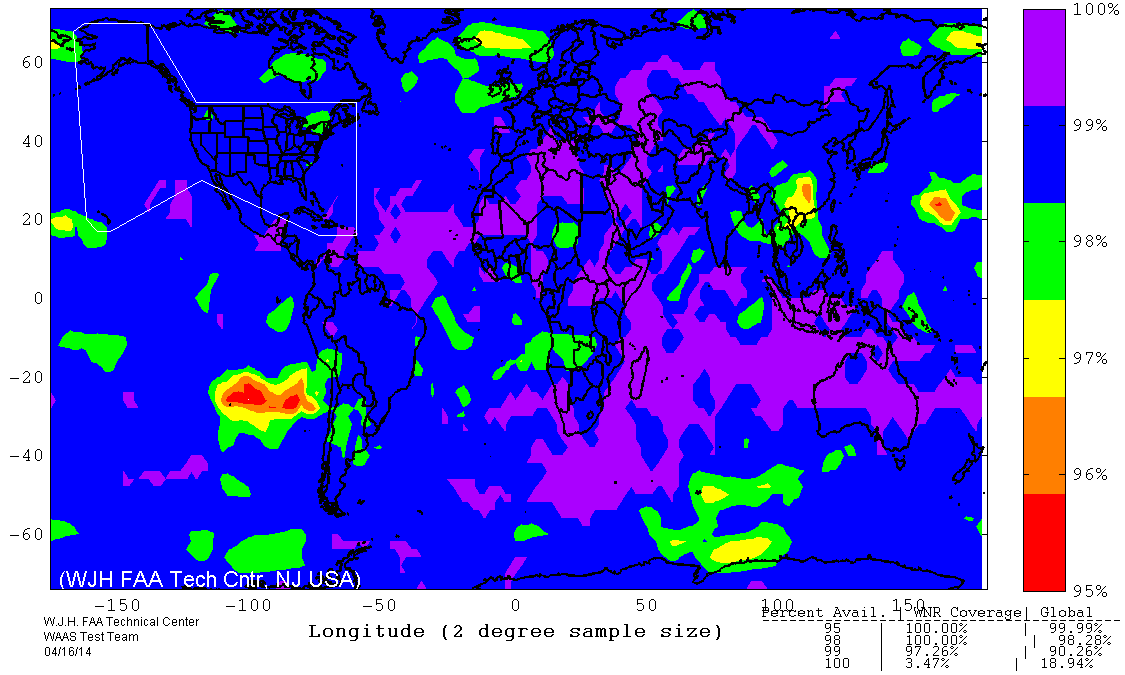 100%
99%
98%
97%
96%
95%
60
40
20
0
−20
−40
−60
(WJH FAA Tech Cntr, NJ USA)
−150 −100 −50 0 50 100 150
Longitude (2 degree sample size)
W.J.H. FAA Technical Center
WAAS Test Team
04/16/14
Percent Avail. | WNR Coverage| Global
95 | 100.00% | 99.99%
98 | 100.00% | 98.28%
99 | 97.26% | 90.26%
100 | 3.47% | 18.94%